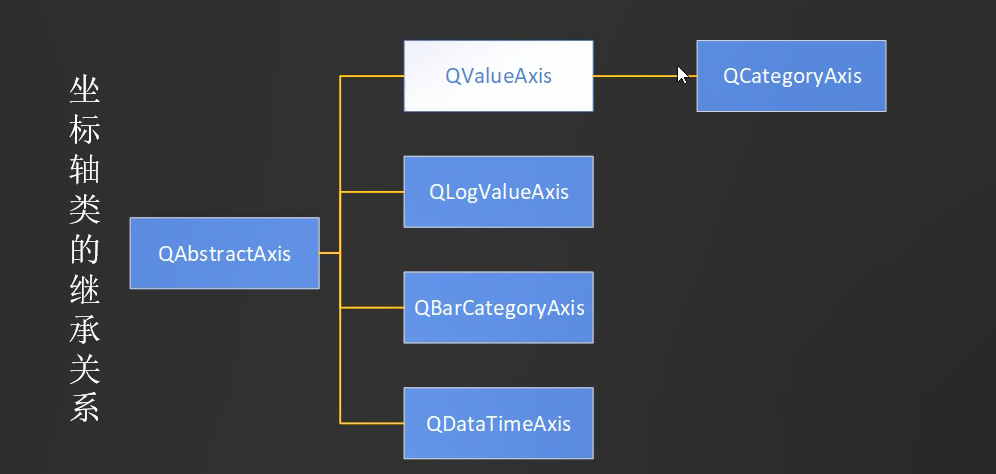 坐标轴类的继承关系
QAbstractAxis
QValueAxis
QCategoryAxis
QLogValueAxis
QBarCategoryAxis
QDataTimeAxis